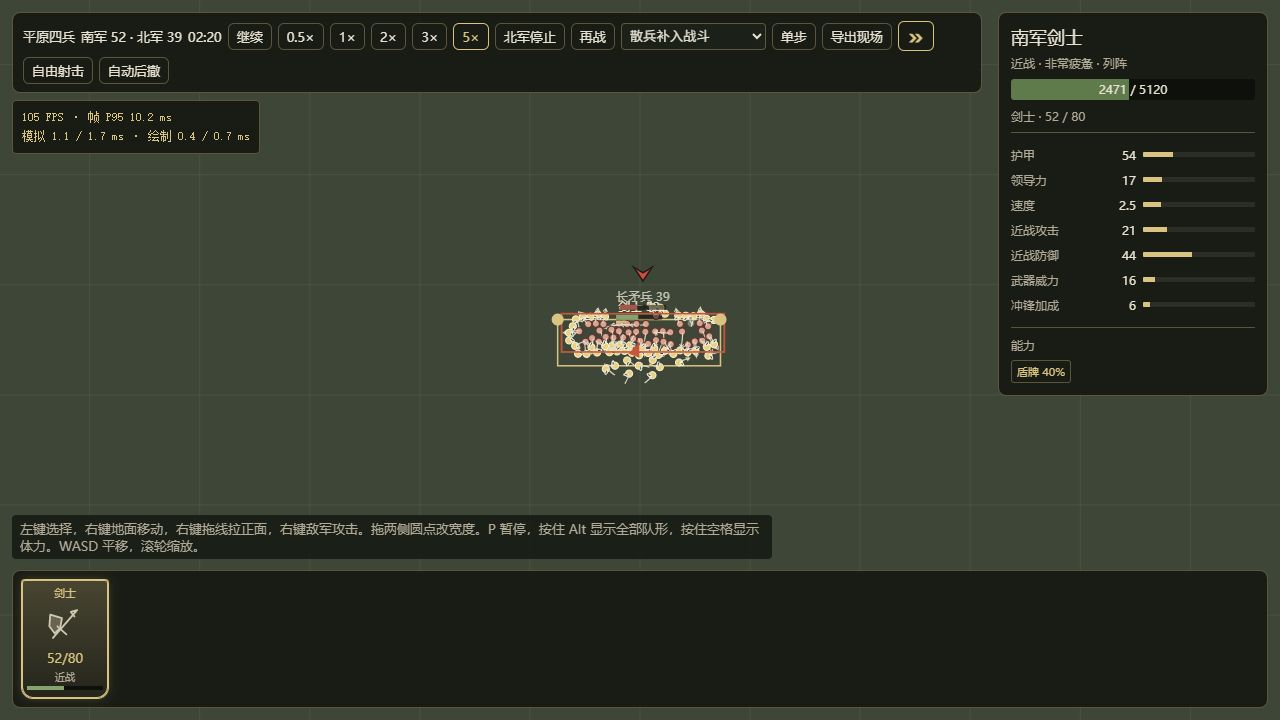 平原四兵 南军 52 · 北军 39 02:20 继续 0.5× 1× 2× 3× 5× 北军停止 再战 散兵补入战斗 单步 导出现场 »
自由射击 自动后撤
105 FPS · 帧 P95 10.2 ms
模拟 1.1 / 1.7 ms · 绘制 0.4 / 0.7 ms
南军剑士
近战 · 非常疲惫 · 列阵
2471 / 5120
剑士 · 52 / 80
护甲 54
领导力 17
速度 2.5
近战攻击 21
近战防御 44
武器威力 16
冲锋加成 6
能力
盾牌 40%
长矛兵 39
左键选择，右键地面移动，右键拖线拉正面，右键敌军攻击。拖两侧圆点改宽度。P 暂停，按住 Alt 显示全部队形，按住空格显示
体力。WASD 平移，滚轮缩放。
剑士
52/80
近战